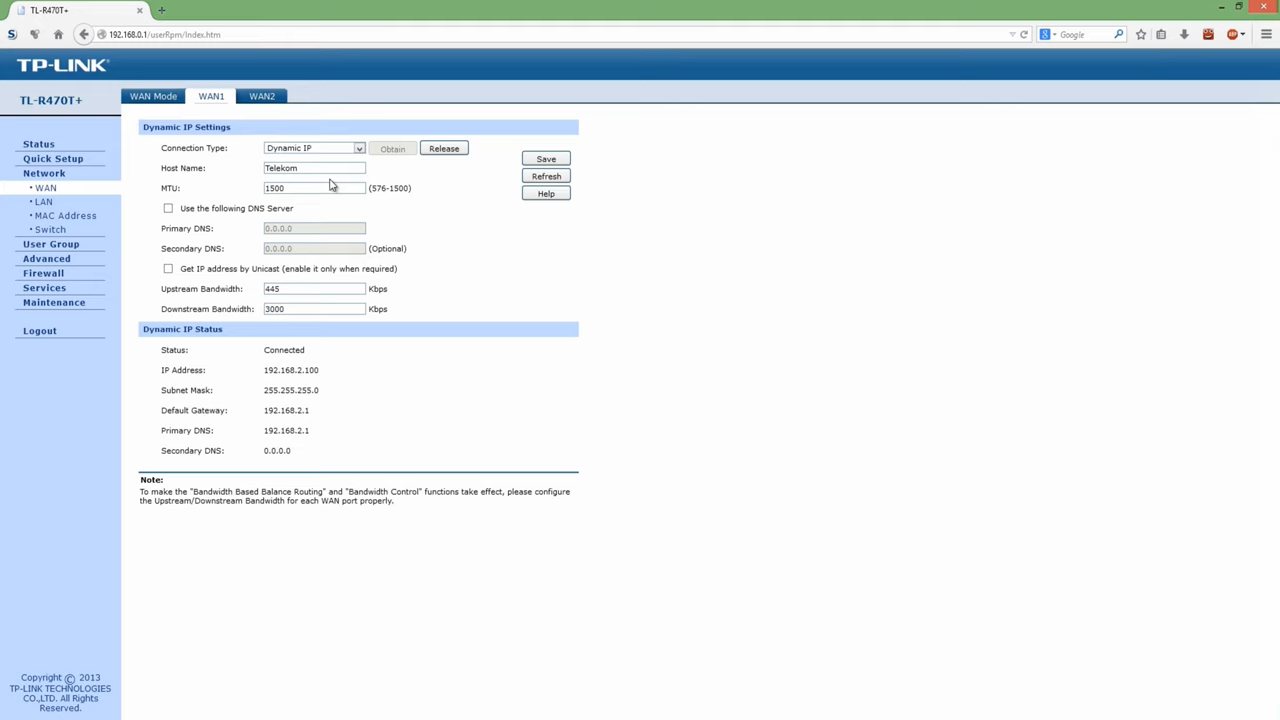 TL-R470T+
192.168.0.1/userRpm/Index.htm
Google
TP-LINK
TL-R470T+
WAN Mode
WAN1
WAN2
Status
Quick Setup
Network
• WAN
• LAN
• MAC Address
• Switch
User Group
Advanced
Firewall
Services
Maintenance
Logout
Dynamic IP Settings
Connection Type: Dynamic IP Obtain Release
Host Name: Telekom
MTU: 1500 (576-1500)
Use the following DNS Server
Primary DNS: 0.0.0.0
Secondary DNS: 0.0.0.0 (Optional)
Get IP address by Unicast (enable it only when required)
Upstream Bandwidth: 445 Kbps
Downstream Bandwidth: 3000 Kbps
Save
Refresh
Help
Dynamic IP Status
Status: Connected
IP Address: 192.168.2.100
Subnet Mask: 255.255.255.0
Default Gateway: 192.168.2.1
Primary DNS: 192.168.2.1
Secondary DNS: 0.0.0.0
Note:
To make the "Bandwidth Based Balance Routing" and "Bandwidth Control" functions take effect, please configure
the Upstream/Downstream Bandwidth for each WAN port properly.
Copyright © 2013
TP-LINK TECHNOLOGIES
CO.,LTD. All Rights
Reserved.